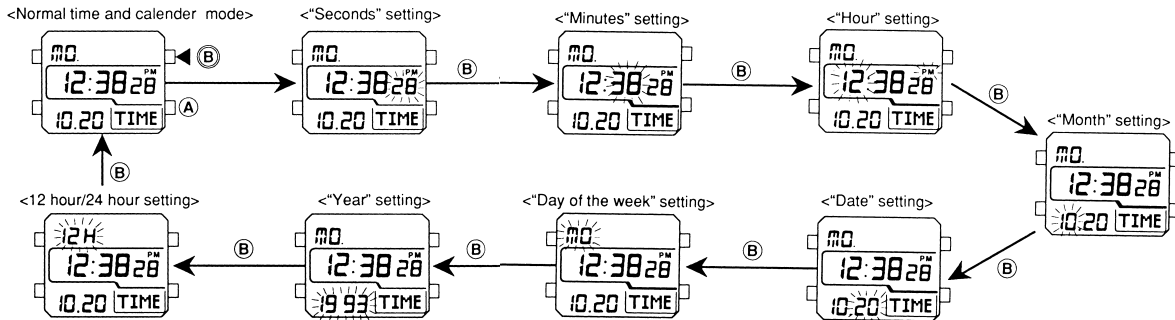 <Normal time and calender mode>
MO.
12:38 28 PM
10.20 TIME
B
A
<"Seconds" setting>
MO.
12:38 28 PM
10.20 TIME
B
<"Minutes" setting>
MO.
12:38 28 PM
10.20 TIME
B
<"Hour" setting>
MO.
12:38 28 PM
10.20 TIME
B
<"Month" setting>
MO.
12:38 28 PM
10.20 TIME
B
<"Date" setting>
MO.
12:38 28 PM
10.20 TIME
B
<"Day of the week" setting>
MO.
12:38 28 PM
10.20 TIME
B
<"Year" setting>
MO.
12:38 28 PM
19 93 TIME
B
<12 hour/24 hour setting>
12H
12:38 28 PM
10.20 TIME
B